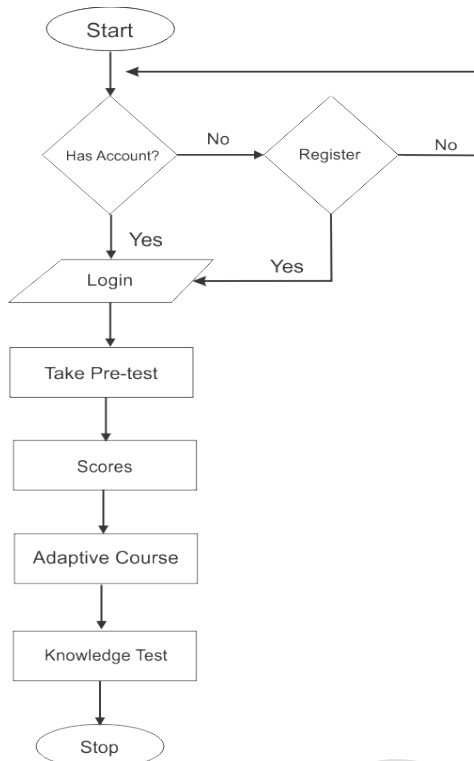 Start
Has Account?
No
Register
No
Yes
Login
Yes
Take Pre-test
Scores
Adaptive Course
Knowledge Test
Stop